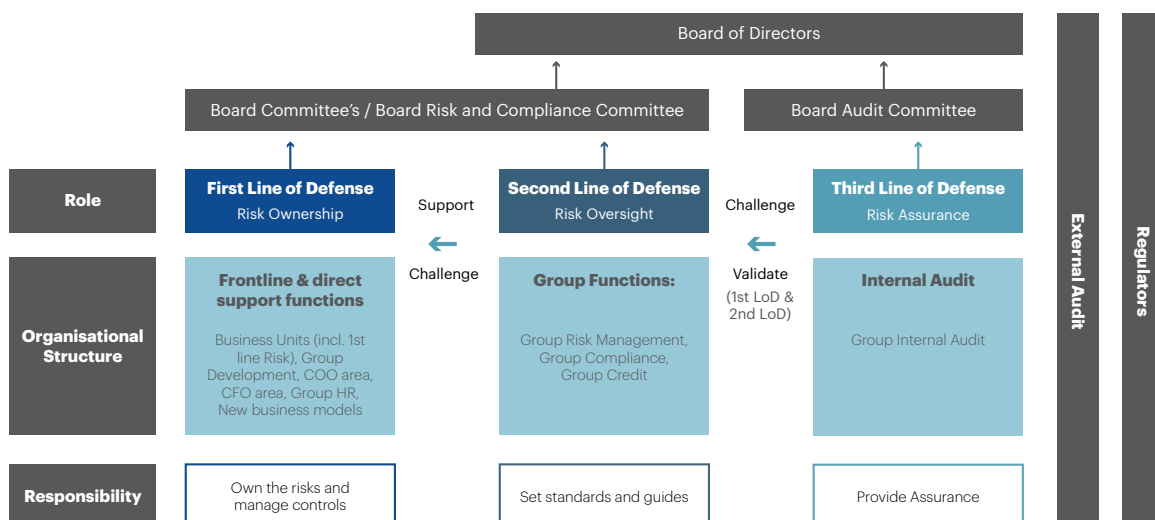 Board of Directors
Board Committee's / Board Risk and Compliance Committee
Board Audit Committee
Role
First Line of Defense
Risk Ownership
Support
Challenge
Second Line of Defense
Risk Oversight
Challenge
Validate
(1st LoD &
2nd LoD)
Third Line of Defense
Risk Assurance
Organisational
Structure
Frontline & direct
support functions
Business Units (incl. 1st
line Risk), Group
Development, COO area,
CFO area, Group HR,
New business models
Group Functions:
Group Risk Management,
Group Compliance,
Group Credit
Internal Audit
Group Internal Audit
Responsibility
Own the risks and
manage controls
Set standards and guides
Provide Assurance
External Audit
Regulators